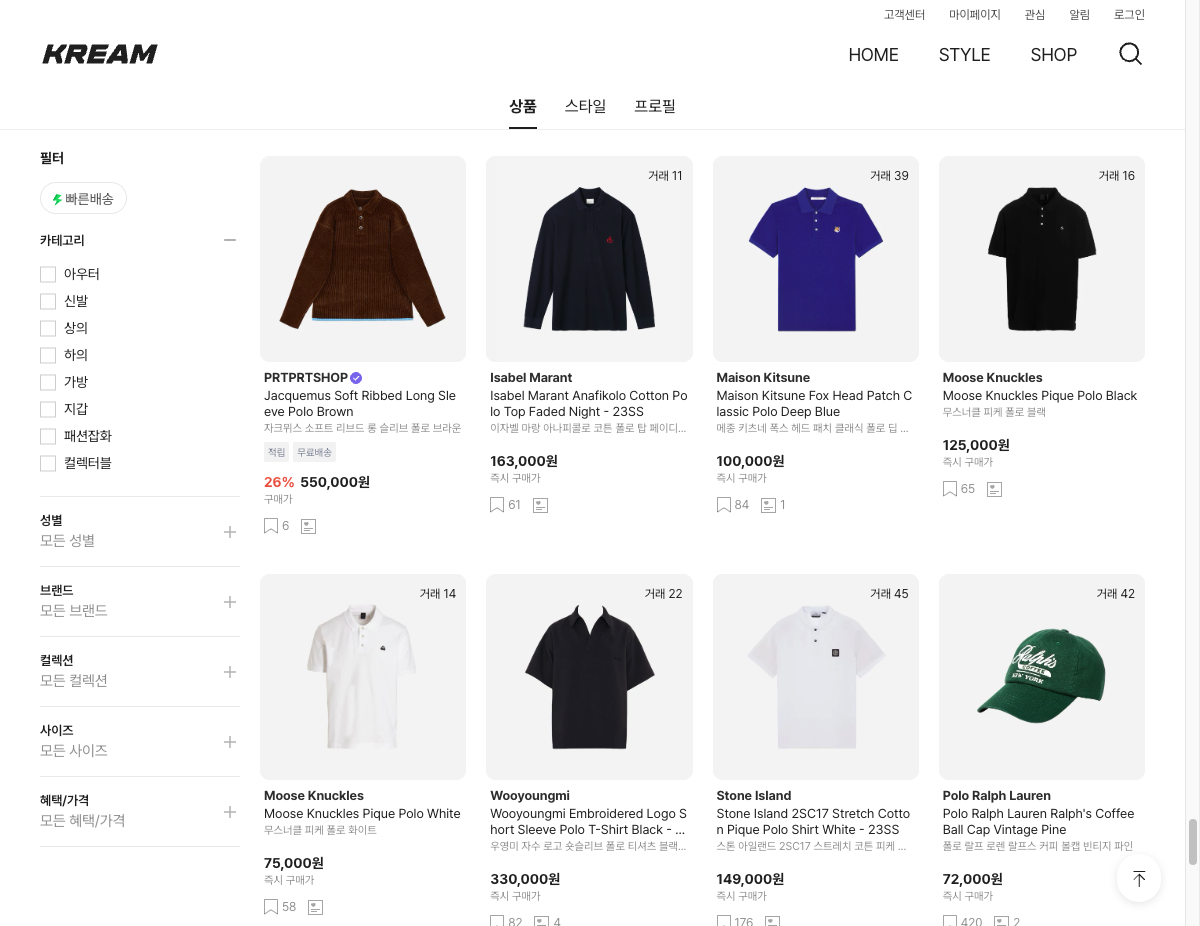 고객센터 마이페이지 관심 알림 로그인
KREAM
HOME STYLE SHOP
상품 스타일 프로필
필터
빠른배송
카테고리
아우터
신발
상의
하의
가방
지갑
패션잡화
컬렉터블
성별
모든 성별
브랜드
모든 브랜드
컬렉션
모든 컬렉션
사이즈
모든 사이즈
혜택/가격
모든 혜택/가격
PRTPRTSHOP
Jacquemus Soft Ribbed Long Sle
eve Polo Brown
자크뮈스 소프트 리브드 롱 슬리브 폴로 브라운
적립 무료배송
26% 550,000원
구매가
6
거래 11
Isabel Marant
Isabel Marant Anafikolo Cotton Po
lo Top Faded Night - 23SS
이자벨 마랑 아나피콜로 코튼 폴로 탑 페이디...
163,000원
즉시 구매가
61
거래 39
Maison Kitsune
Maison Kitsune Fox Head Patch C
lassic Polo Deep Blue
메종 키츠네 폭스 헤드 패치 클래식 폴로 딥 ...
100,000원
즉시 구매가
84 1
거래 16
Moose Knuckles
Moose Knuckles Pique Polo Black
무스너클 피케 폴로 블랙
125,000원
즉시 구매가
65
거래 14
Moose Knuckles
Moose Knuckles Pique Polo White
무스너클 피케 폴로 화이트
75,000원
즉시 구매가
58
거래 22
Wooyoungmi
Wooyoungmi Embroidered Logo S
hort Sleeve Polo T-Shirt Black - ...
우영미 자수 로고 숏슬리브 폴로 티셔츠 블랙...
330,000원
즉시 구매가
82 4
거래 45
Stone Island
Stone Island 2SC17 Stretch Cotto
n Pique Polo Shirt White - 23SS
스톤 아일랜드 2SC17 스트레치 코튼 피케 ...
149,000원
즉시 구매가
176
거래 42
Ralph's
COFFEE
NEW YORK
Polo Ralph Lauren
Polo Ralph Lauren Ralph's Coffee
Ball Cap Vintage Pine
폴로 랄프 로렌 랄프스 커피 볼캡 빈티지 파인
72,000원
즉시 구매가
420 2